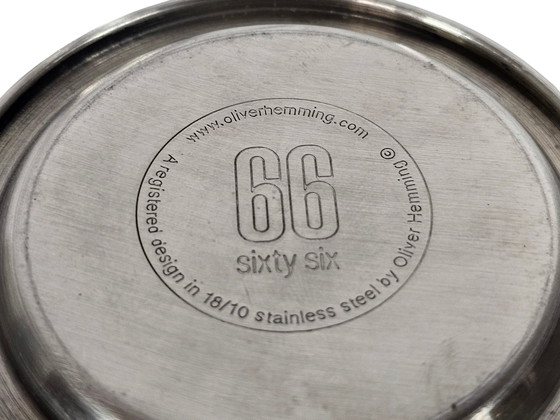 www.oliverhemming.com
66
sixty six
A registered design in 18/10 stainless steel by Oliver Hemming ©